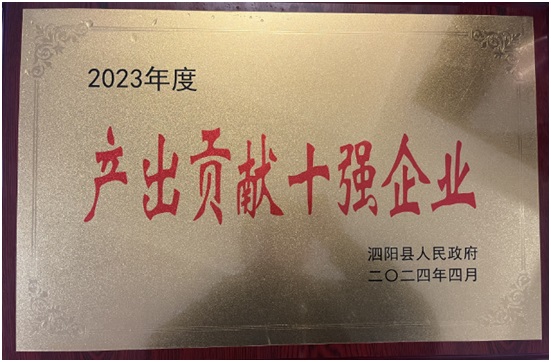 2023年度
产出贡献十强企业
泗阳县人民政府
二〇二四年四月